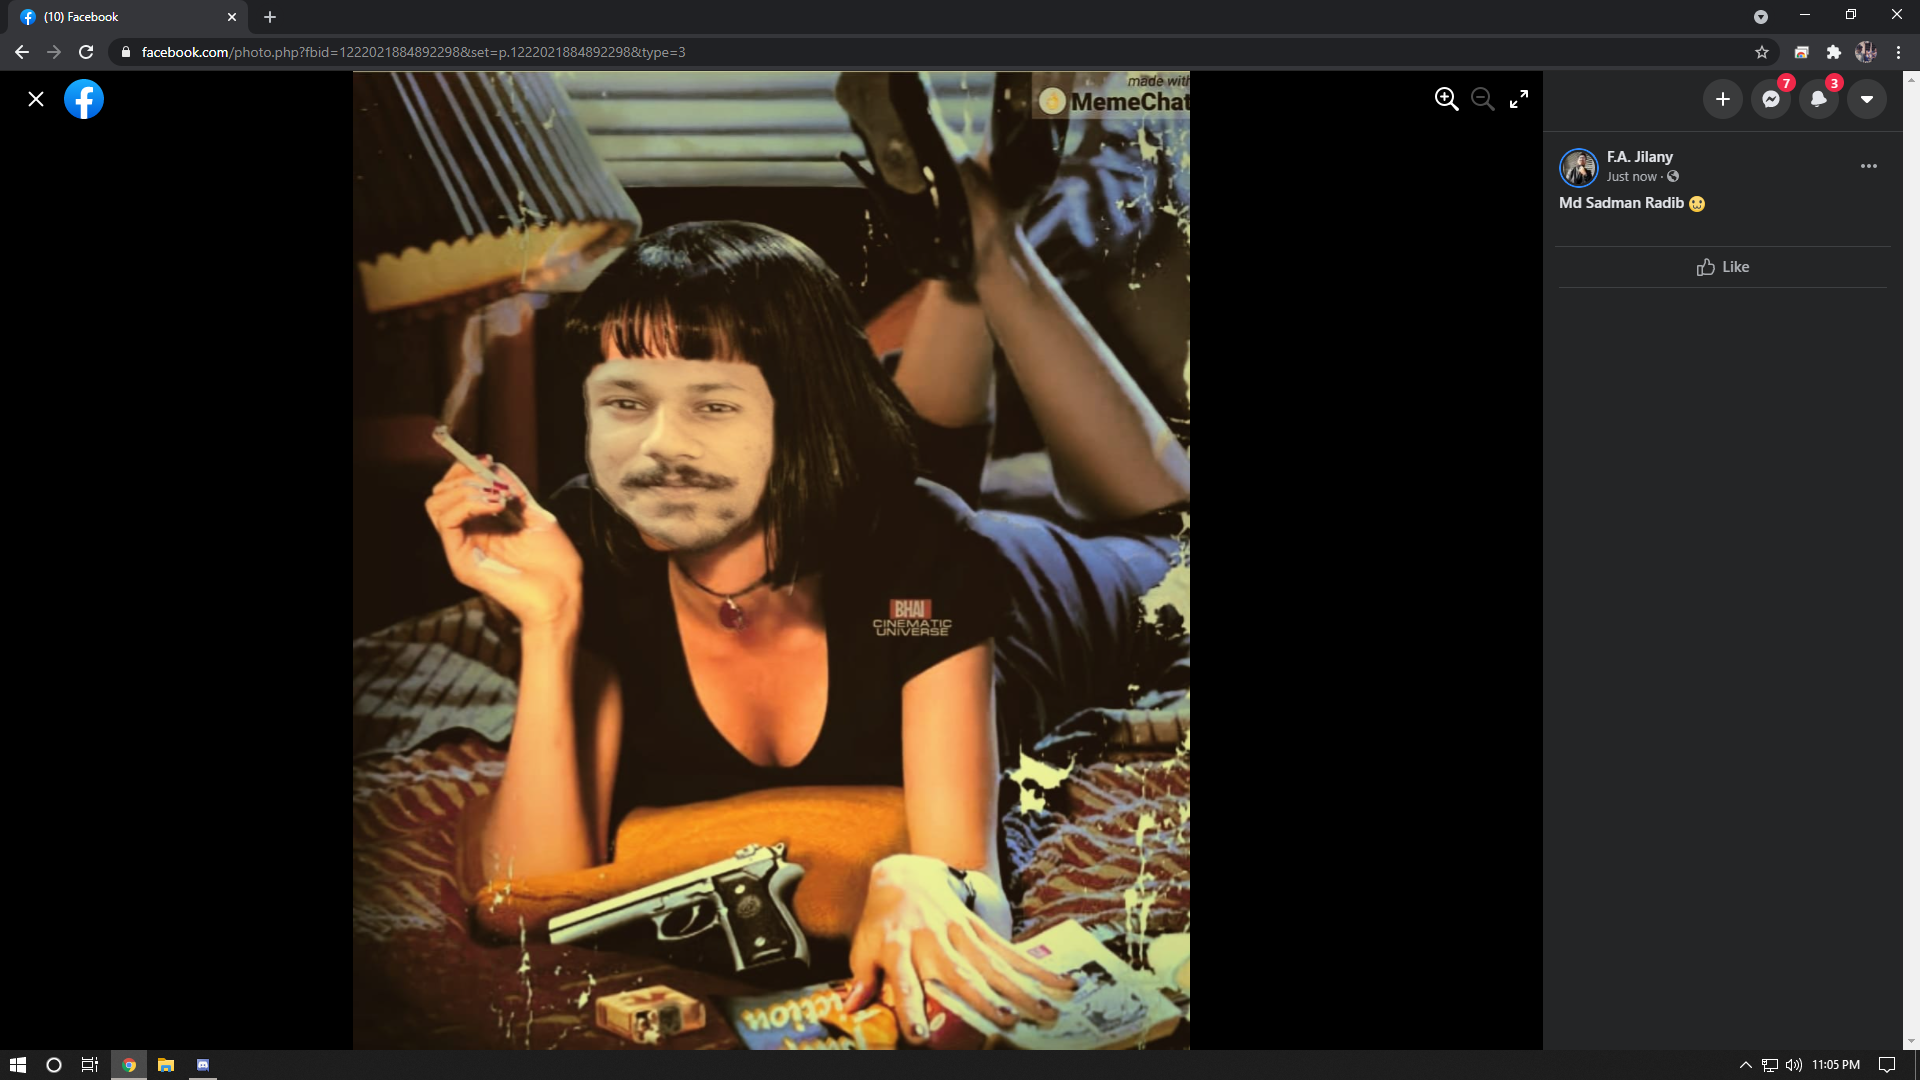 (10) Facebook
facebook.com/photo.php?fbid=1222021884892298&set=p.1222021884892298&type=3
made with
MemeChat
7
3
F.A. Jilany
Just now ·
Md Sadman Radib
Like
BHAI
CINEMATIC
UNIVERSE
iction
11:05 PM